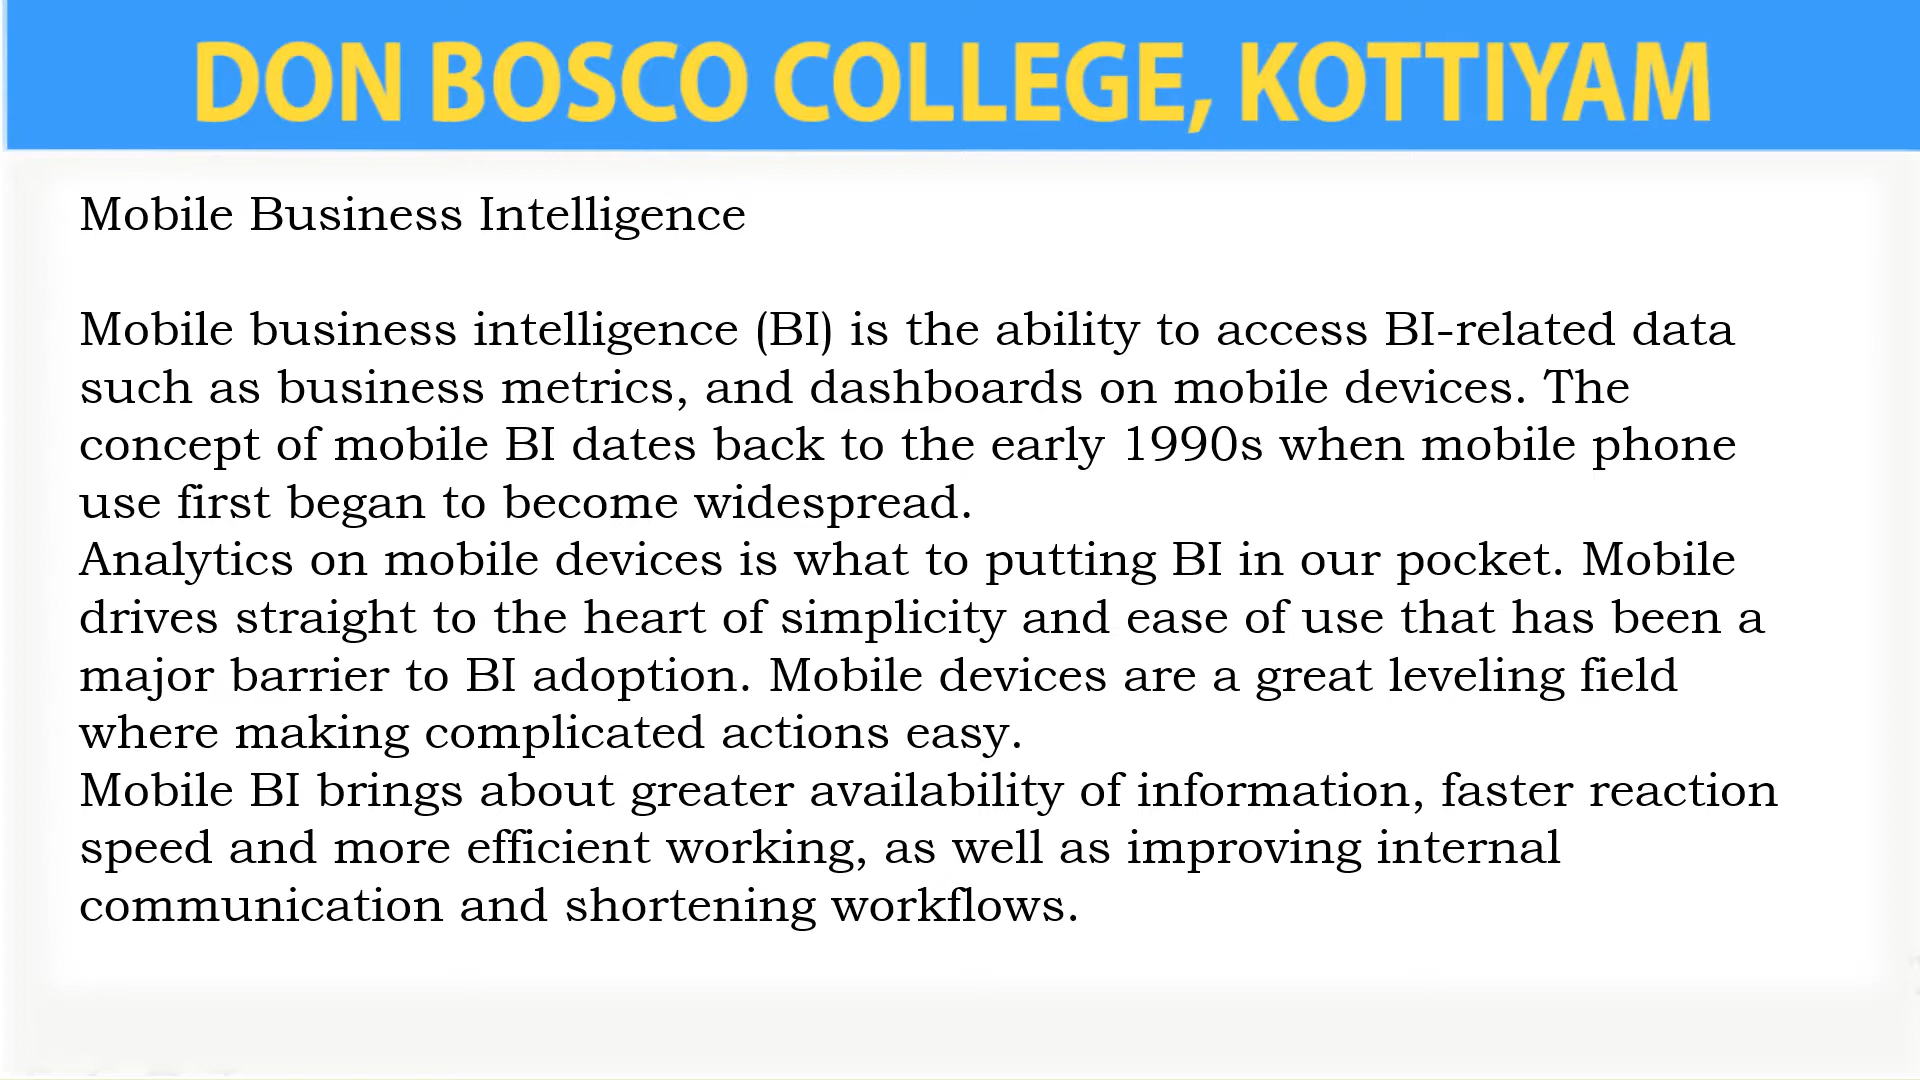 DON BOSCO COLLEGE, KOTTIYAM
Mobile Business Intelligence
Mobile business intelligence (BI) is the ability to access BI-related data
such as business metrics, and dashboards on mobile devices. The
concept of mobile BI dates back to the early 1990s when mobile phone
use first began to become widespread.
Analytics on mobile devices is what to putting BI in our pocket. Mobile
drives straight to the heart of simplicity and ease of use that has been a
major barrier to BI adoption. Mobile devices are a great leveling field
where making complicated actions easy.
Mobile BI brings about greater availability of information, faster reaction
speed and more efficient working, as well as improving internal
communication and shortening workflows.